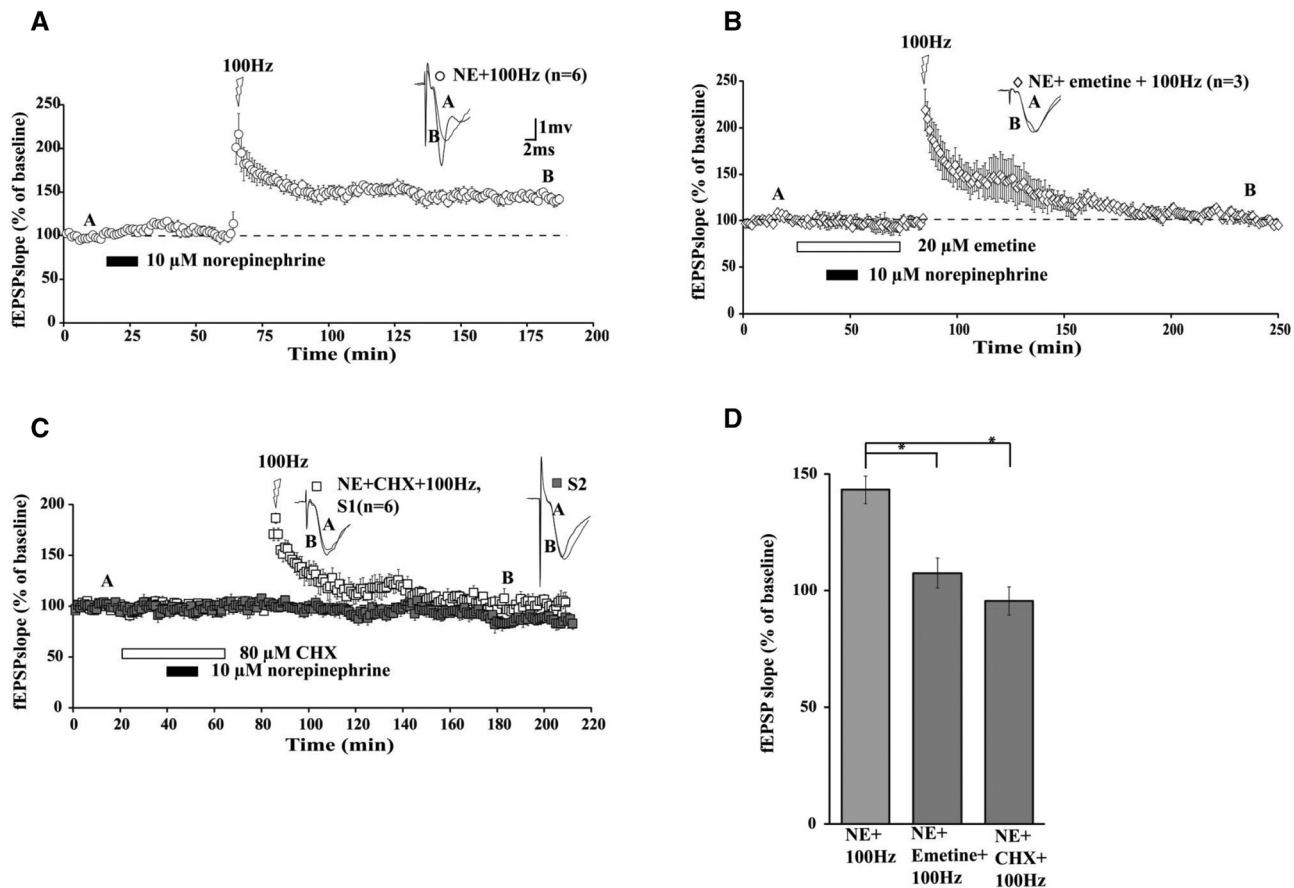 A
100Hz
NE+100Hz (n=6)
A
B
1mv
2ms
250
200
150
100
50
0
fEPSPslope (% of baseline)
A
B
10 µM norepinephrine
0 25 50 75 100 125 150 175 200
Time (min)
B
100Hz
NE+ emetine + 100Hz (n=3)
A
B
250
200
150
100
50
0
fEPSPslope (% of baseline)
A
B
20 µM emetine
10 µM norepinephrine
0 50 100 150 200 250
Time (min)
C
100Hz
NE+CHX+100Hz,
S1(n=6)
A
B
S2
A
B
200
150
100
50
0
fEPSPslope (% of baseline)
A
B
80 µM CHX
10 µM norepinephrine
0 20 40 60 80 100 120 140 160 180 200 220
Time (min)
D
* *
150
100
50
0
fEPSP slope (% of baseline)
NE+
100Hz
NE+
Emetine+
100Hz
NE+
CHX+
100Hz